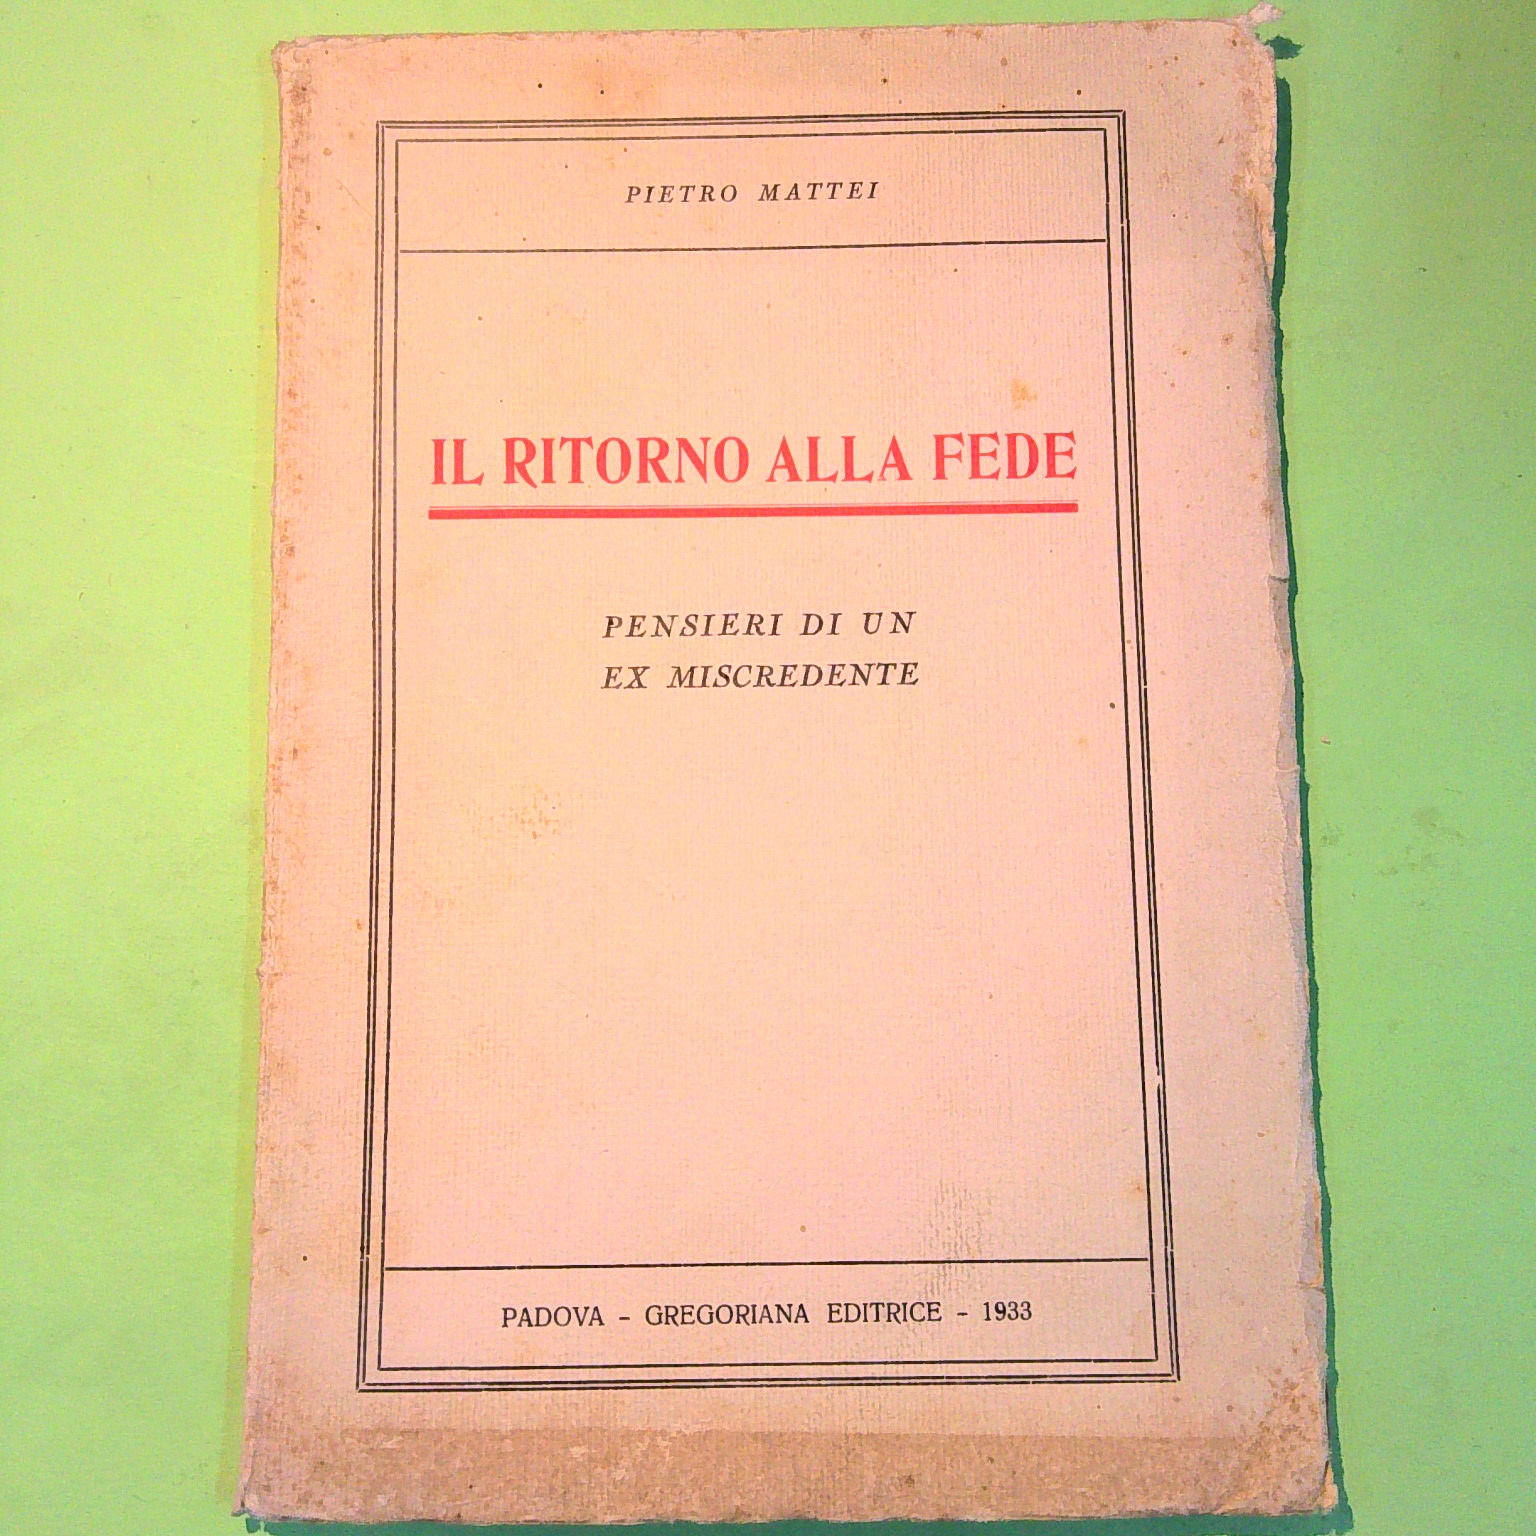 PIETRO MATTEI
IL RITORNO ALLA FEDE
PENSIERI DI UN
EX MISCREDENTE
PADOVA - GREGORIANA EDITRICE - 1933